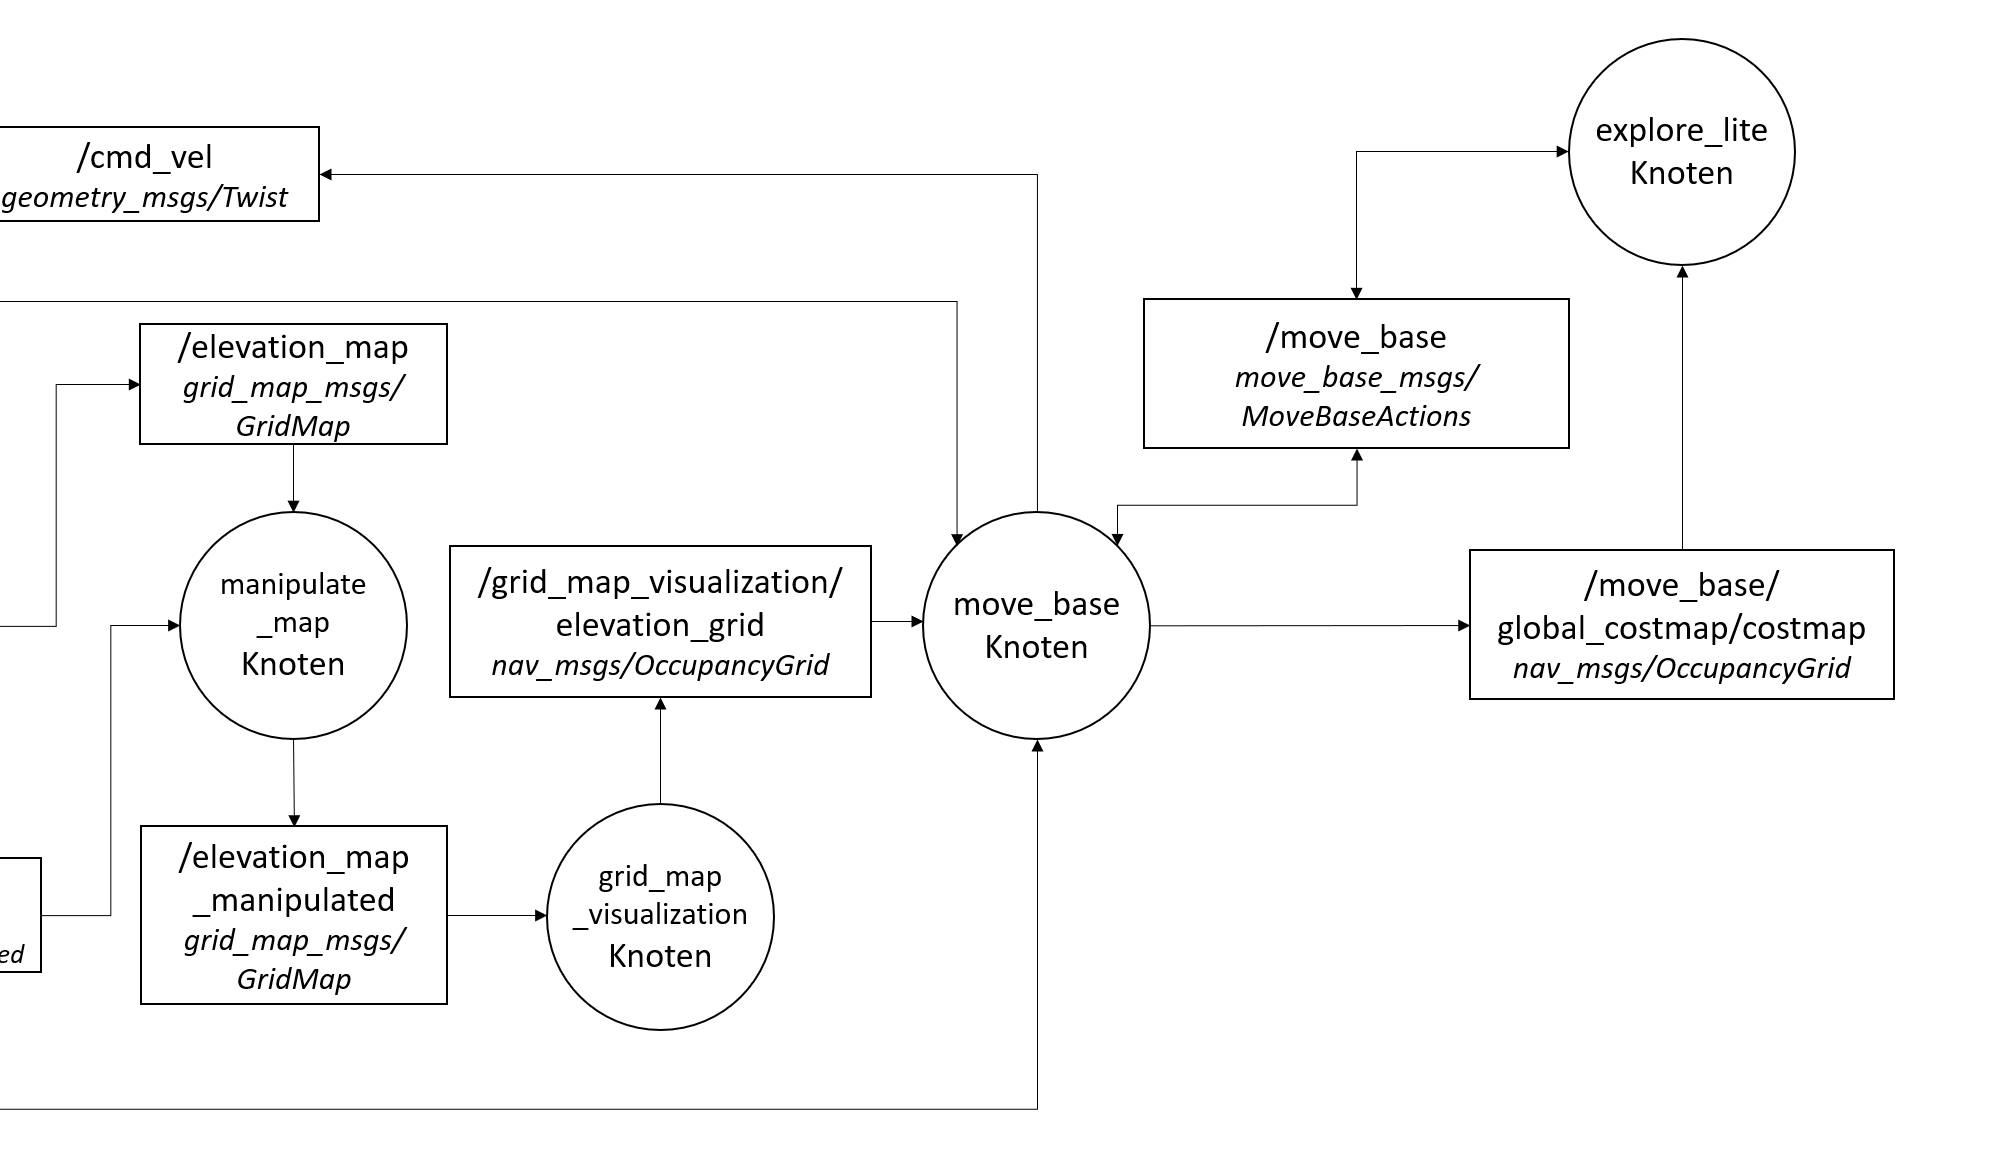 explore_lite
Knoten
/cmd_vel
geometry_msgs/Twist
/elevation_map
grid_map_msgs/
GridMap
/move_base
move_base_msgs/
MoveBaseActions
manipulate
_map
Knoten
/grid_map_visualization/
elevation_grid
nav_msgs/OccupancyGrid
move_base
Knoten
/move_base/
global_costmap/costmap
nav_msgs/OccupancyGrid
/elevation_map
_manipulated
grid_map_msgs/
GridMap
grid_map
_visualization
Knoten
ed